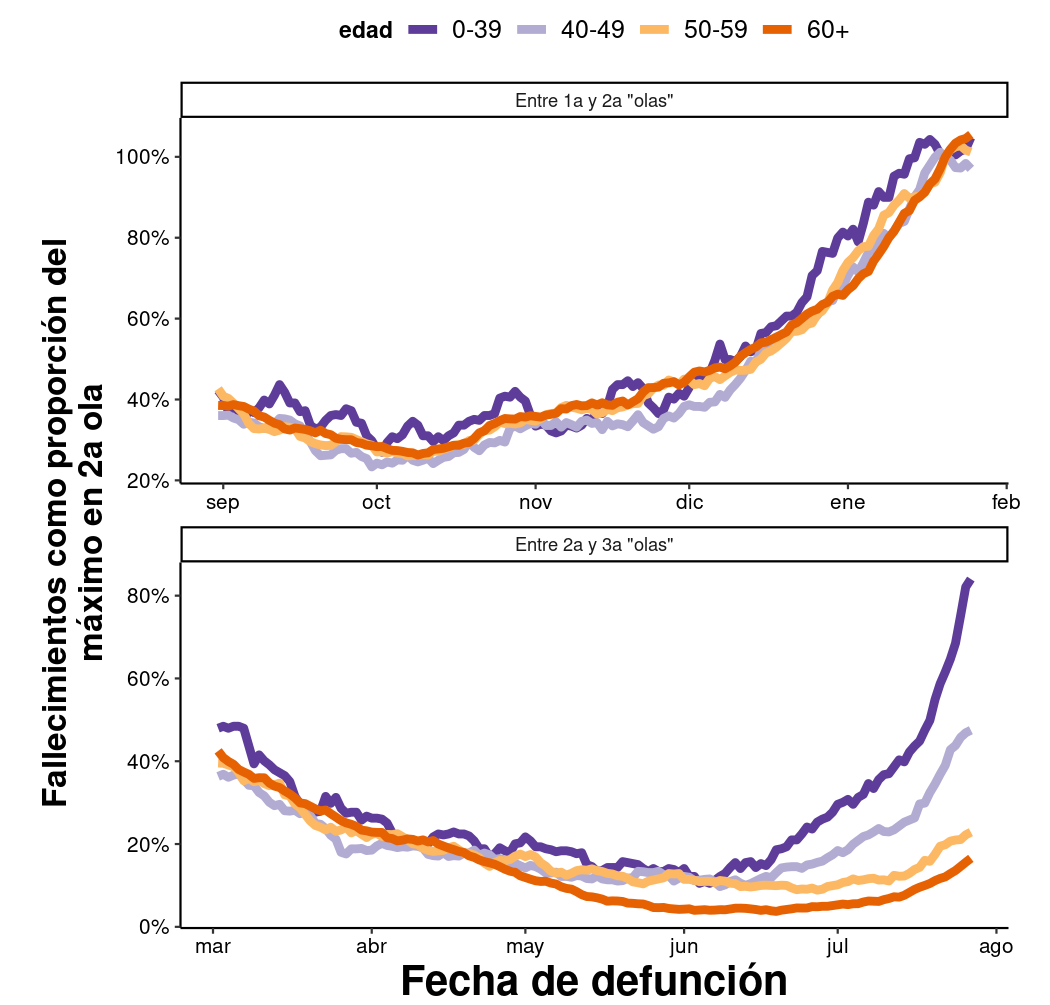 edad 0-39 40-49 50-59 60+
Entre 1a y 2a "olas"
100%
80%
60%
40%
20%
sep oct nov dic ene feb
Entre 2a y 3a "olas"
80%
60%
40%
20%
0%
mar abr may jun jul ago
Fallecimientos como proporción del
máximo en 2a ola
Fecha de defunción